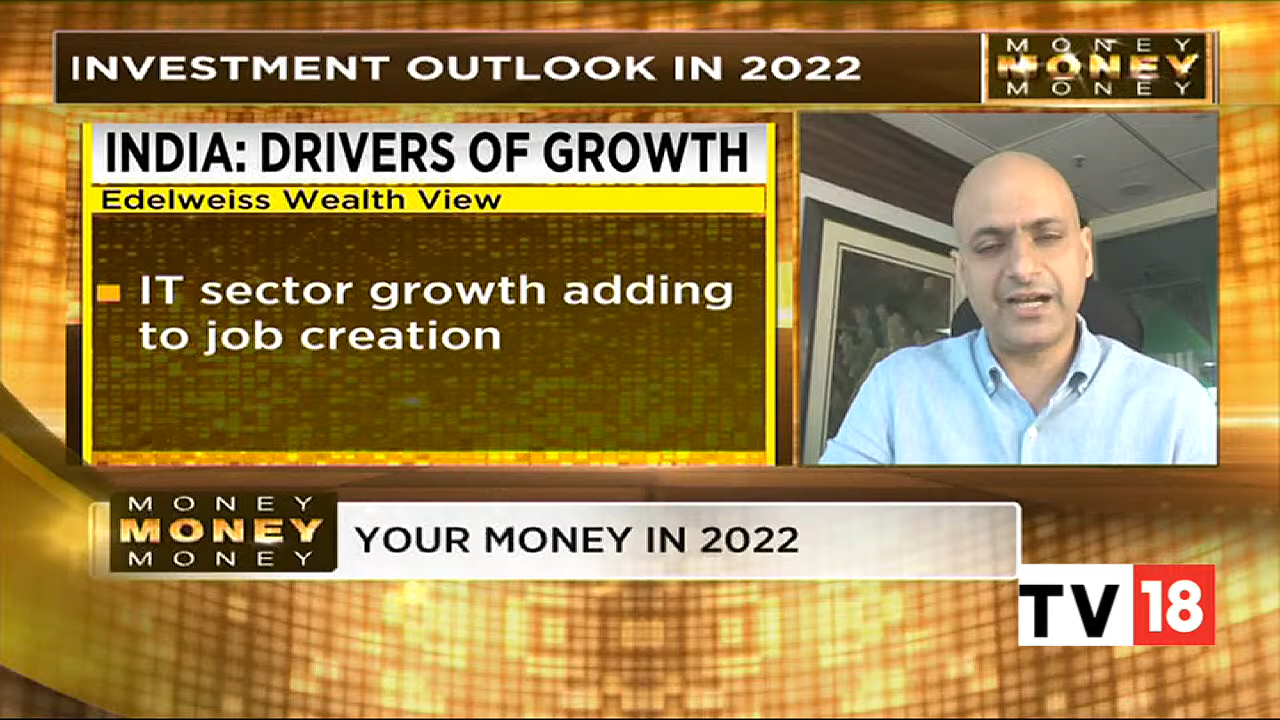 INVESTMENT OUTLOOK IN 2022
MONEY
MONEY
MONEY
INDIA: DRIVERS OF GROWTH
Edelweiss Wealth View
IT sector growth adding
to job creation
MONEY
MONEY
MONEY
YOUR MONEY IN 2022
TV18